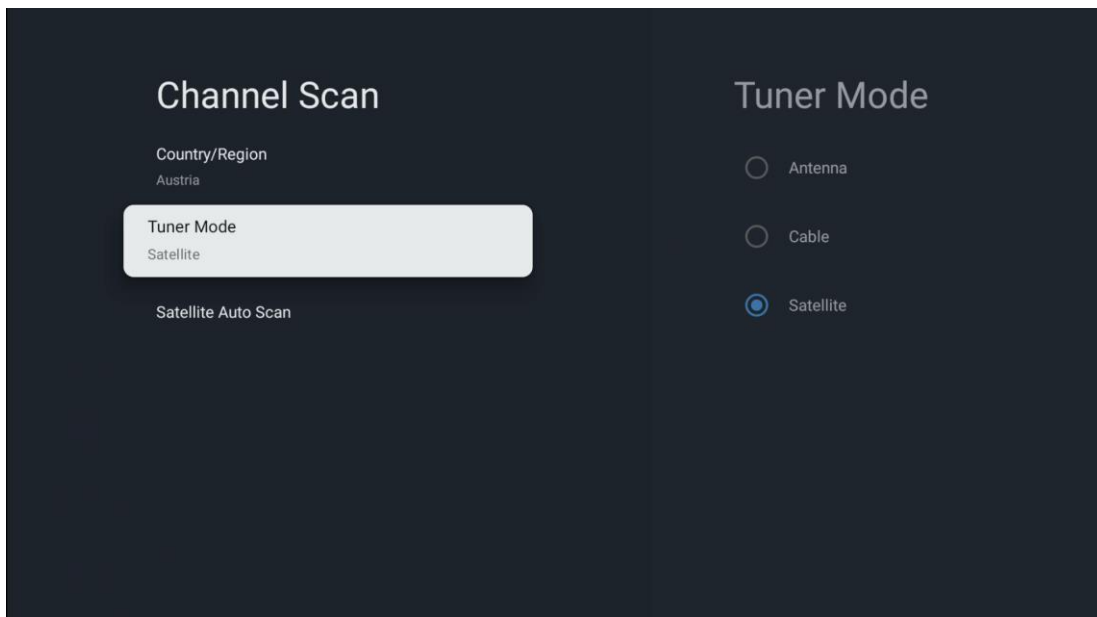 Channel Scan
Country/Region
Austria
Tuner Mode
Satellite
Satellite Auto Scan
Tuner Mode
Antenna
Cable
Satellite